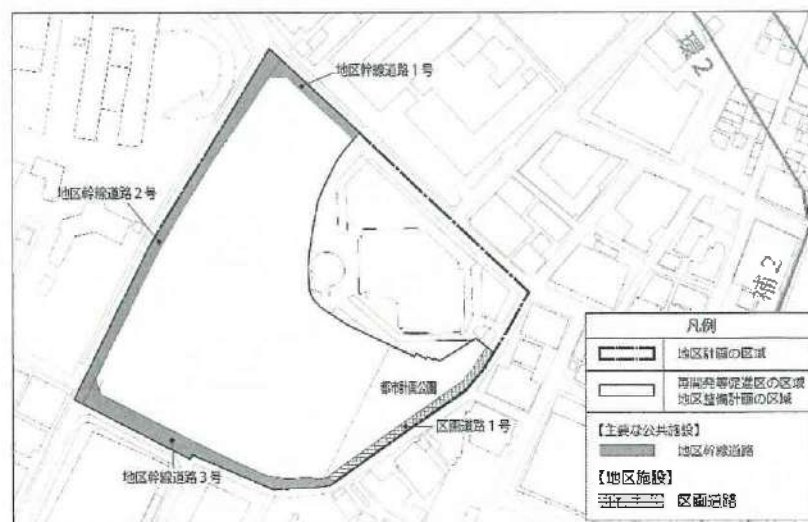 地区幹線道路1号
環2
地区幹線道路2号
補2
都市計画公園
区画道路1号
地区幹線道路3号
凡例
地区計画の区域
再開発等促進区の区域
地区整備計画の区域
【主要な公共施設】
地区幹線道路
【地区施設】
区画道路